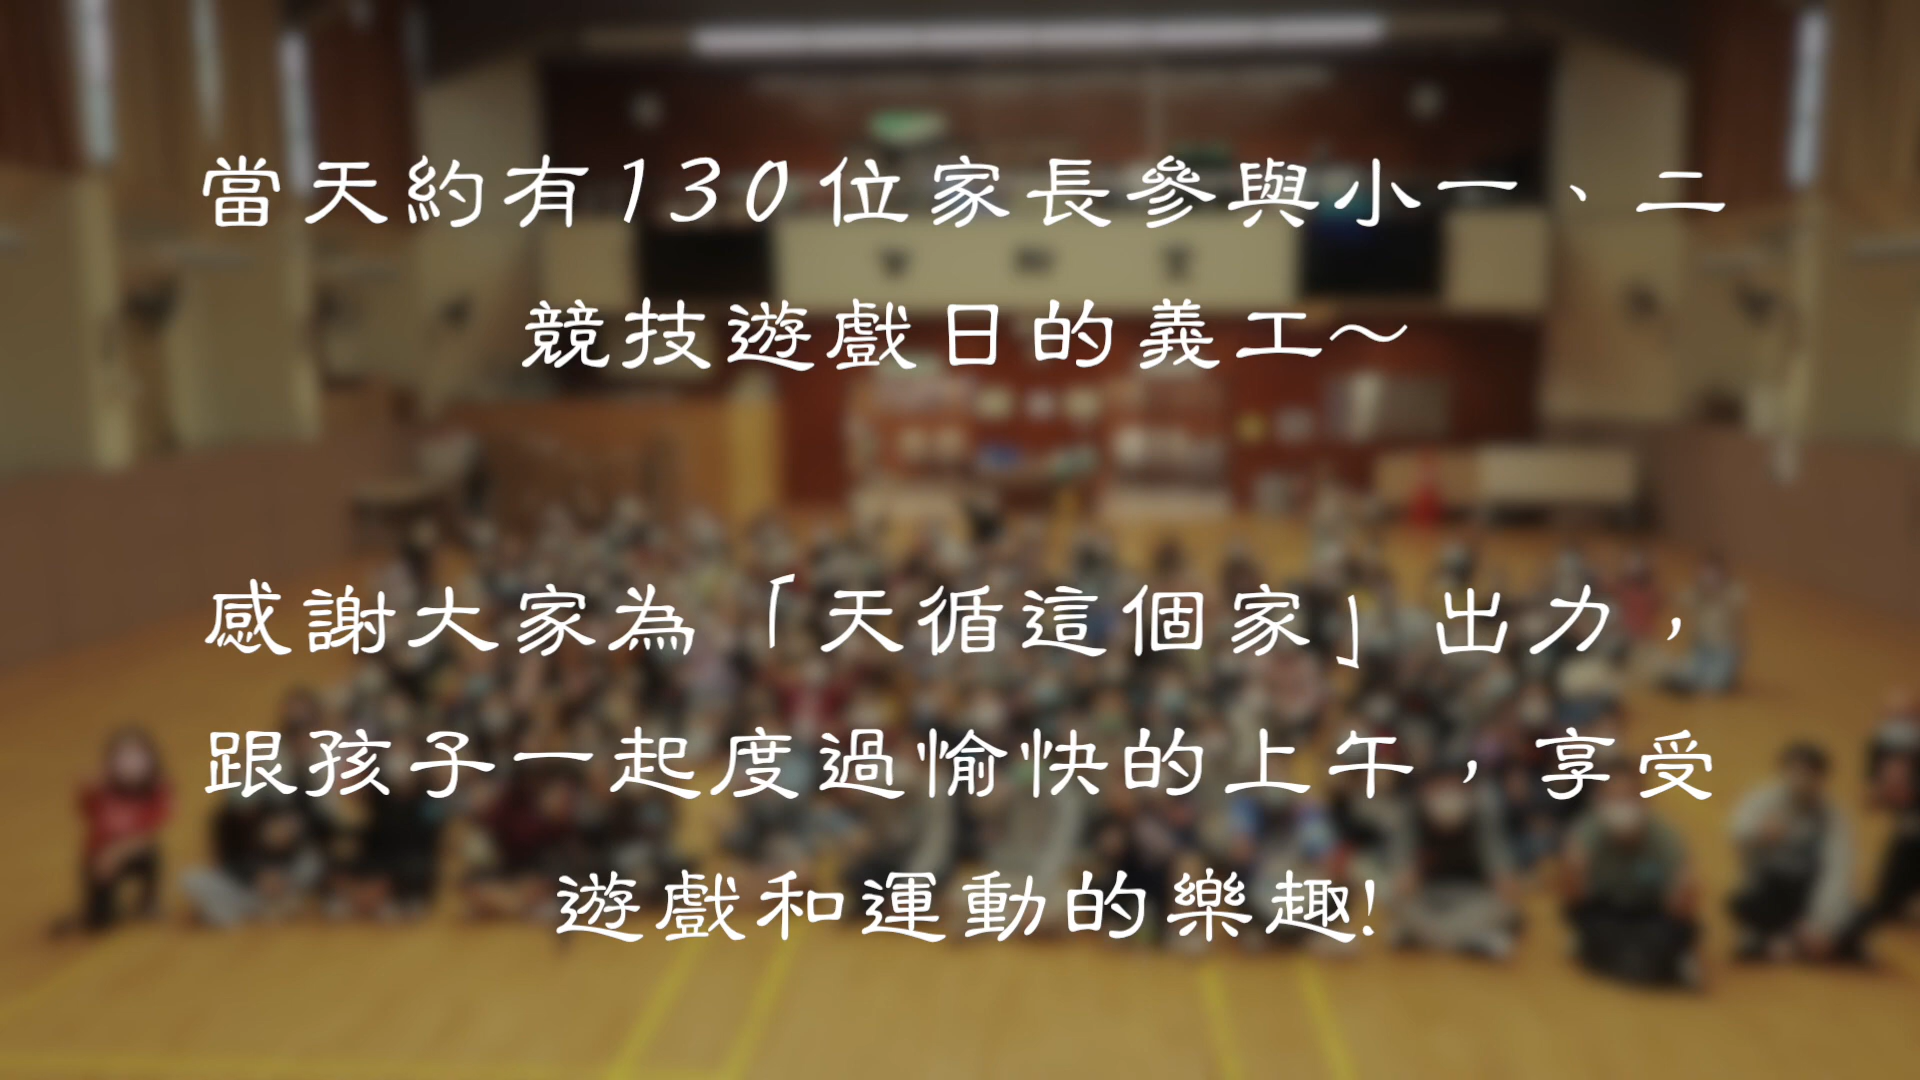 當天約有130位家長參與小一、二
競技遊戲日的義工～
感謝大家為「天循這個家」出力，
跟孩子一起度過愉快的上午，享受
遊戲和運動的樂趣!